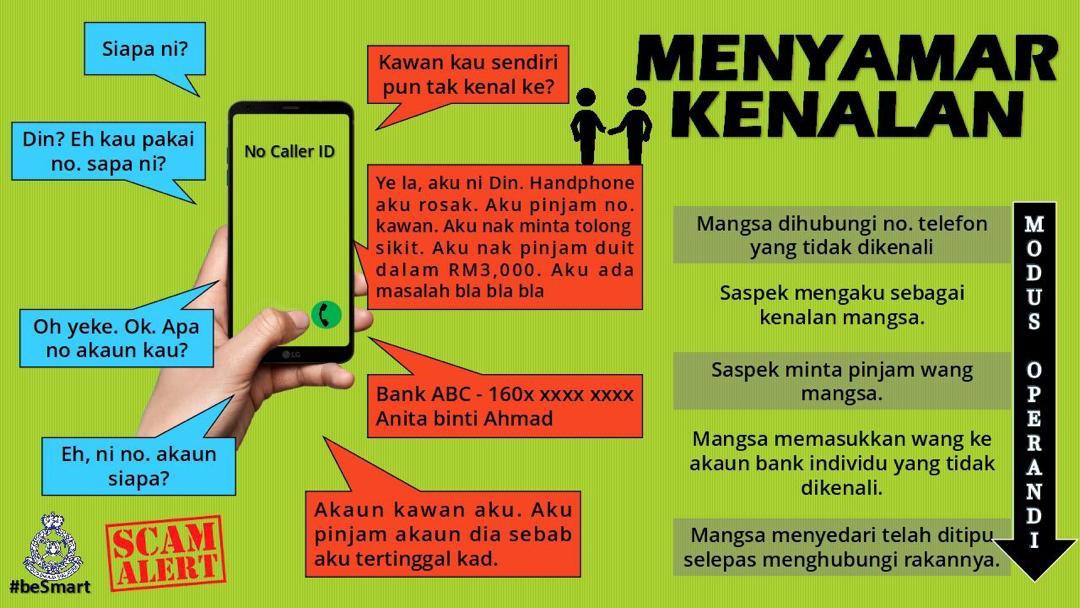 MENYAMAR
KENALAN
Siapa ni?
Kawan kau sendiri
pun tak kenal ke?
Din? Eh kau pakai
no. sapa ni?
No Caller ID
Ye la, aku ni Din. Handphone
aku rosak. Aku pinjam no.
kawan. Aku nak minta tolong
sikit. Aku nak pinjam duit
dalam RM3,000. Aku ada
masalah bla bla bla
Oh yeke. Ok. Apa
no akaun kau?
LG
Bank ABC - 160x xxxx xxxx
Anita binti Ahmad
Eh, ni no. akaun
siapa?
Akaun kawan aku. Aku
pinjam akaun dia sebab
aku tertinggal kad.
MODUS OPERANDI
Mangsa dihubungi no. telefon
yang tidak dikenali
Saspek mengaku sebagai
kenalan mangsa.
Saspek minta pinjam wang
mangsa.
Mangsa memasukkan wang ke
akaun bank individu yang tidak
dikenali.
Mangsa menyedari telah ditipu
selepas menghubungi rakannya.
SCAM
ALERT
#beSmart